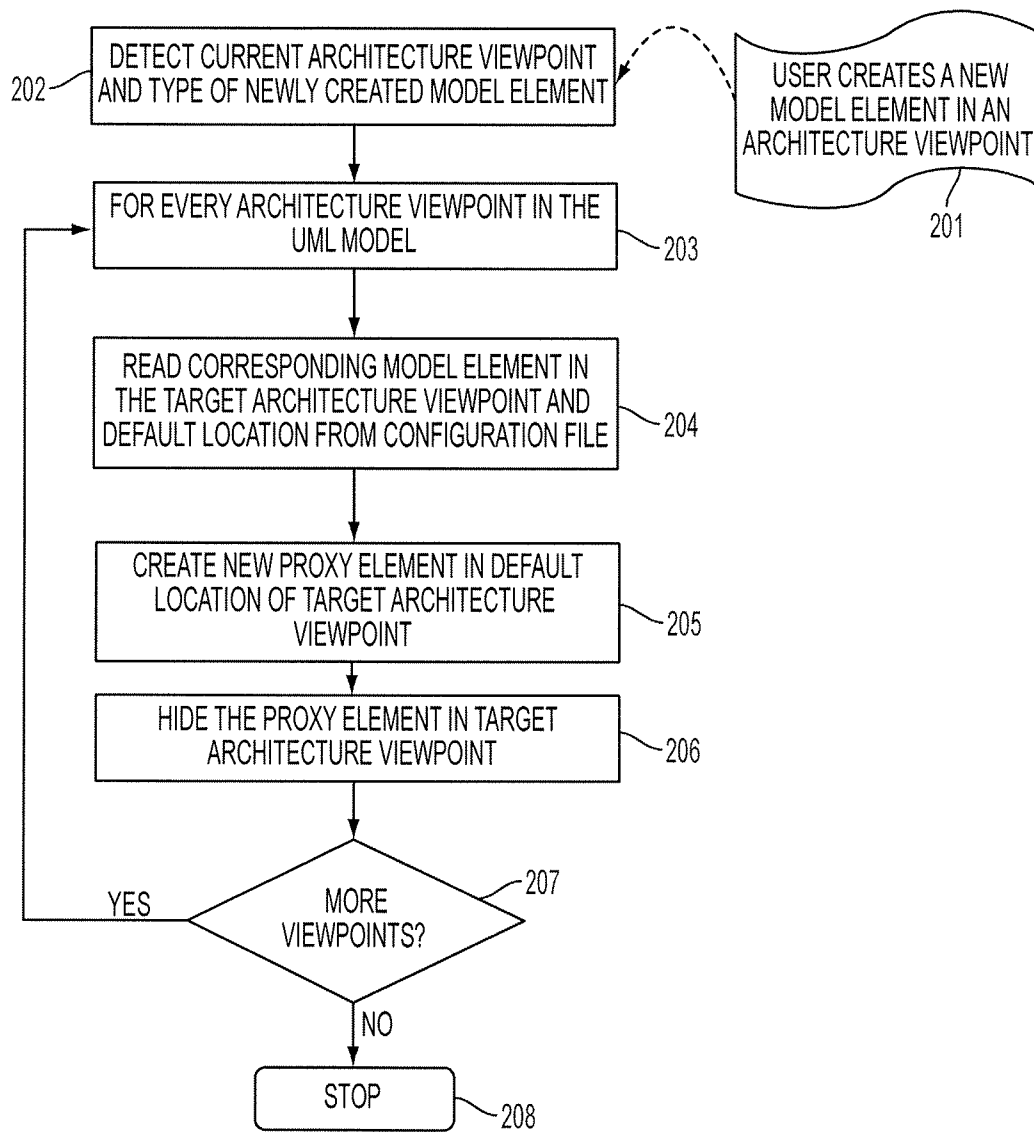 USER CREATES A NEW
MODEL ELEMENT IN AN
ARCHITECTURE VIEWPOINT
201
DETECT CURRENT ARCHITECTURE VIEWPOINT
AND TYPE OF NEWLY CREATED MODEL ELEMENT
202
FOR EVERY ARCHITECTURE VIEWPOINT IN THE
UML MODEL
203
READ CORRESPONDING MODEL ELEMENT IN
THE TARGET ARCHITECTURE VIEWPOINT AND
DEFAULT LOCATION FROM CONFIGURATION FILE
204
CREATE NEW PROXY ELEMENT IN DEFAULT
LOCATION OF TARGET ARCHITECTURE
VIEWPOINT
205
HIDE THE PROXY ELEMENT IN TARGET
ARCHITECTURE VIEWPOINT
206
MORE
VIEWPOINTS?
207
YES
NO
STOP
208